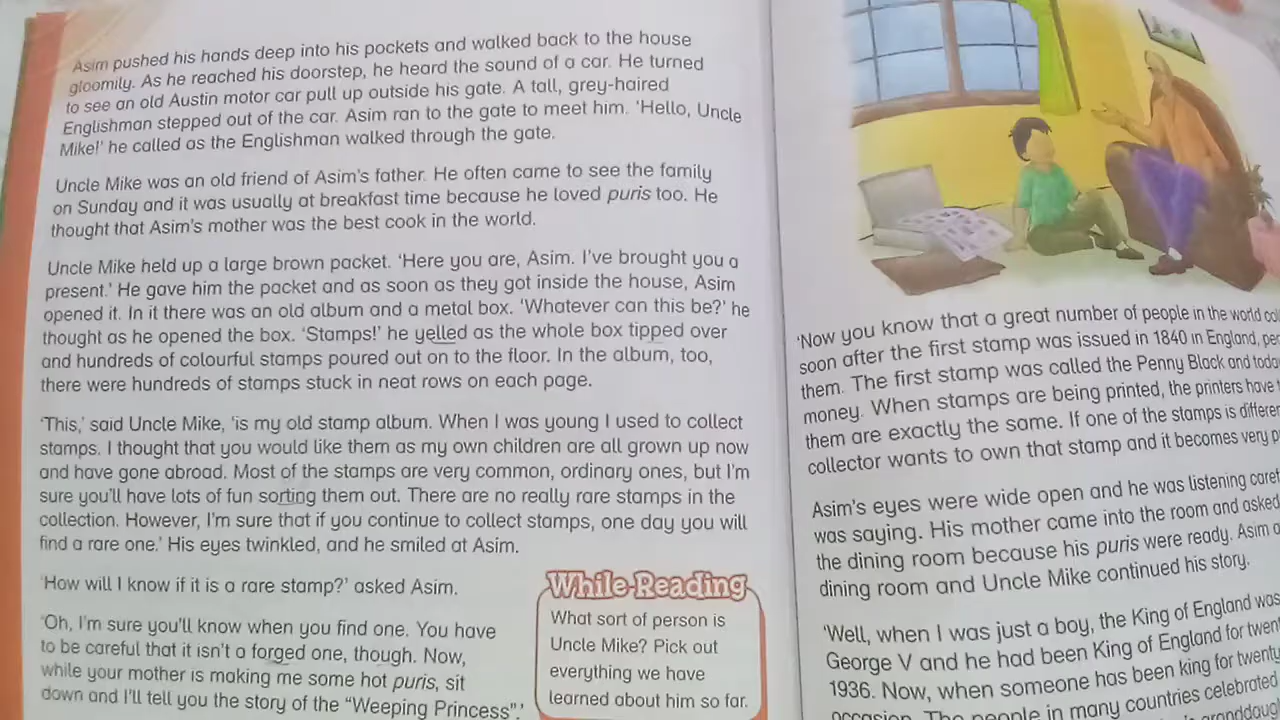 Asim pushed his hands deep into his pockets and walked back to the house
gloomily. As he reached his doorstep, he heard the sound of a car. He turned
to see an old Austin motor car pull up outside his gate. A tall, grey-haired
Englishman stepped out of the car. Asim ran to the gate to meet him. 'Hello, Uncle
Mike!' he called as the Englishman walked through the gate.
Uncle Mike was an old friend of Asim's father. He often came to see the family
on Sunday and it was usually at breakfast time because he loved puris too. He
thought that Asim's mother was the best cook in the world.
Uncle Mike held up a large brown packet. 'Here you are, Asim. I've brought you a
present.' He gave him the packet and as soon as they got inside the house, Asim
opened it. In it there was an old album and a metal box. 'Whatever can this be?' he
thought as he opened the box. 'Stamps!' he yelled as the whole box tipped over
and hundreds of colourful stamps poured out on to the floor. In the album, too,
there were hundreds of stamps stuck in neat rows on each page.
'This,' said Uncle Mike, 'is my old stamp album. When I was young I used to collect
stamps. I thought that you would like them as my own children are all grown up now
and have gone abroad. Most of the stamps are very common, ordinary ones, but I'm
sure you'll have lots of fun sorting them out. There are no really rare stamps in the
collection. However, I'm sure that if you continue to collect stamps, one day you will
find a rare one.' His eyes twinkled, and he smiled at Asim.
'How will I know if it is a rare stamp?' asked Asim.
'Oh, I'm sure you'll know when you find one. You have
to be careful that it isn't a forged one, though. Now,
while your mother is making me some hot puris, sit
down and I'll tell you the story of the "Weeping Princess".'
While-Reading
What sort of person is
Uncle Mike? Pick out
everything we have
learned about him so far.
'Now you know that a great number of people in the world
soon after the first stamp was issued in 1840 in England,
them. The first stamp was called the Penny Black and
money. When stamps are being printed, the printers have
them are exactly the same. If one of the stamps is
collector wants to own that stamp and it becomes very
Asim's eyes were wide open and he was listening
was saying. His mother came into the room and asked
the dining room because his puris were ready. Asim
dining room and Uncle Mike continued his story.
'Well, when I was just a boy, the King of England was
George V and he had been King of England for
1936. Now, when someone has been king for twenty
occasion. The people in many countries celebrated